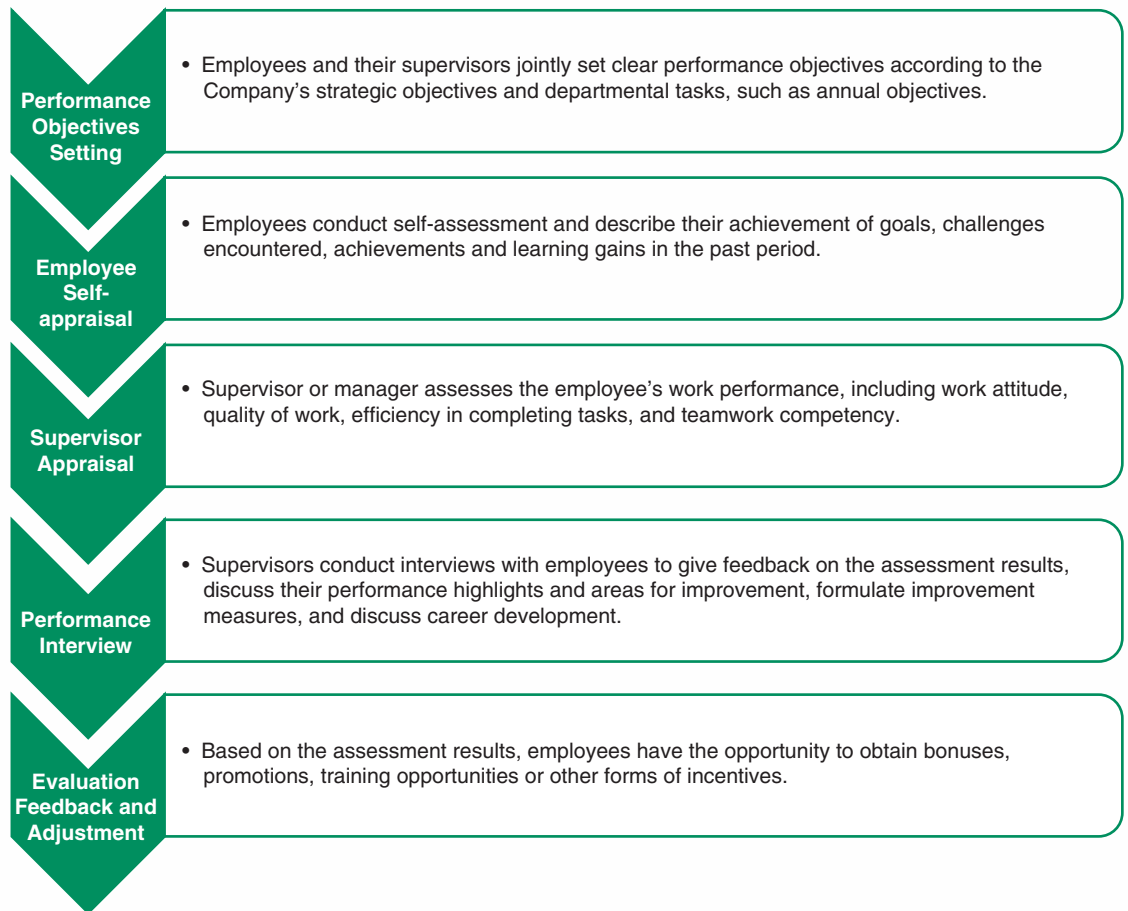 Performance
Objectives
Setting
• Employees and their supervisors jointly set clear performance objectives according to the
Company's strategic objectives and departmental tasks, such as annual objectives.
Employee
Self-
appraisal
• Employees conduct self-assessment and describe their achievement of goals, challenges
encountered, achievements and learning gains in the past period.
Supervisor
Appraisal
• Supervisor or manager assesses the employee's work performance, including work attitude,
quality of work, efficiency in completing tasks, and teamwork competency.
Performance
Interview
• Supervisors conduct interviews with employees to give feedback on the assessment results,
discuss their performance highlights and areas for improvement, formulate improvement
measures, and discuss career development.
Evaluation
Feedback and
Adjustment
• Based on the assessment results, employees have the opportunity to obtain bonuses,
promotions, training opportunities or other forms of incentives.